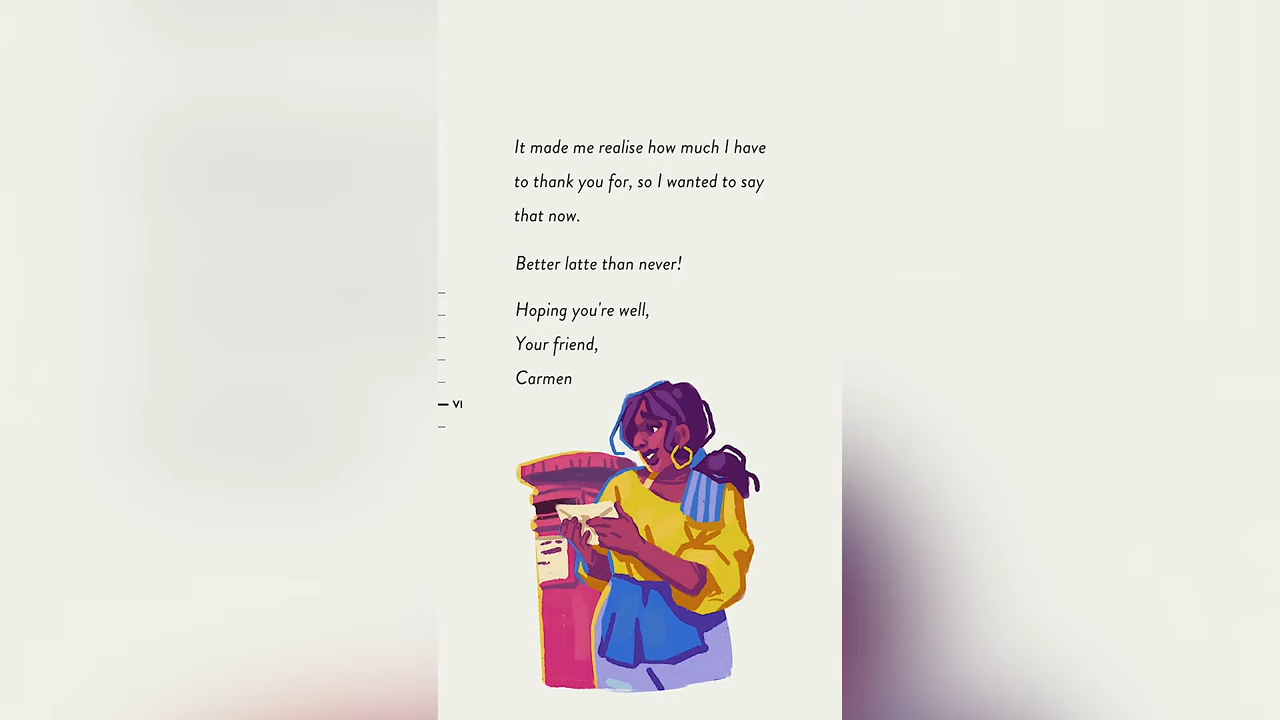 It made me realise how much I have
to thank you for, so I wanted to say
that now.
Better latte than never!
Hoping you're well,
Your friend,
Carmen
VI